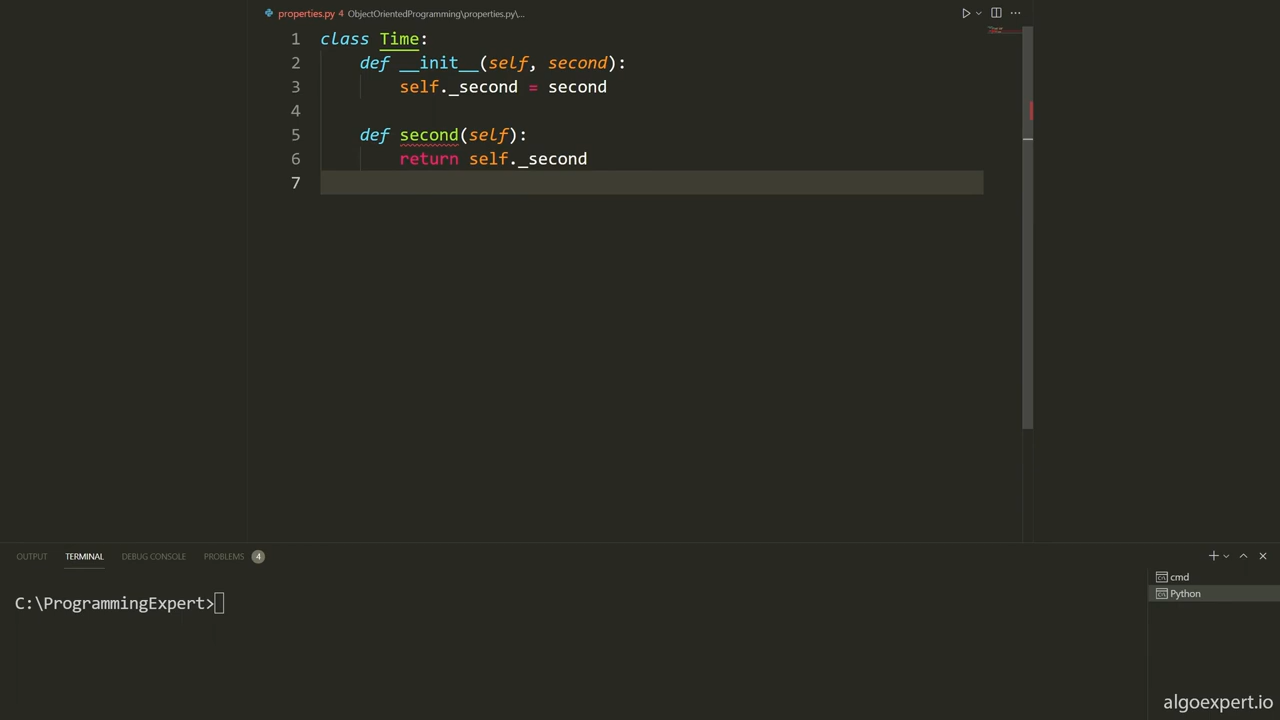 properties.py 4 ObjectOrientedProgramming\properties.py\...
1 class Time:
2     def __init__(self, second):
3         self._second = second
4
5     def second(self):
6         return self._second
7
OUTPUT TERMINAL DEBUG CONSOLE PROBLEMS 4
cmd
C:\ProgrammingExpert>
Python
algoexpert.io